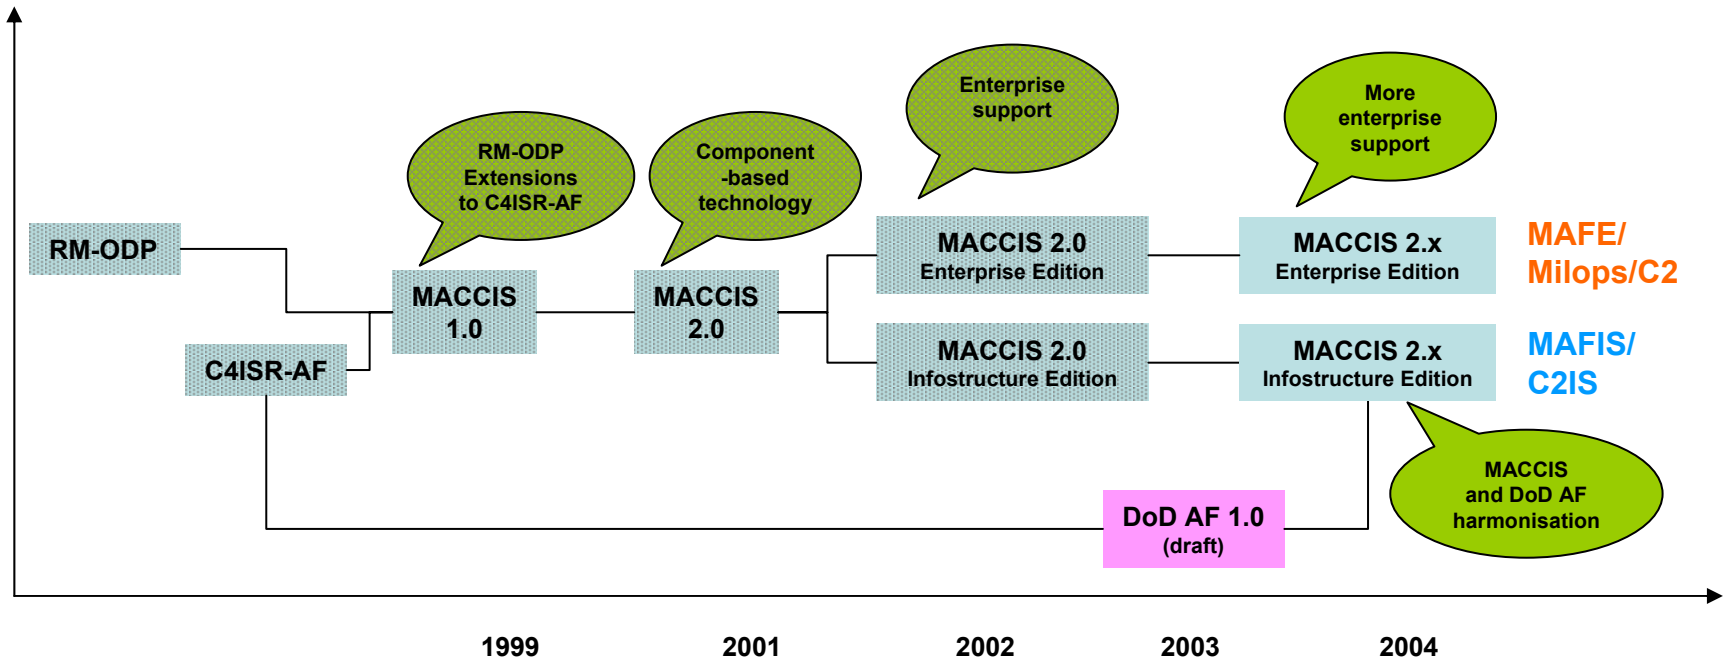 Enterprise
support
More
enterprise
support
RM-ODP
Extensions
to C4ISR-AF
Component
-based
technology
RM-ODP
MACCIS 2.0
Enterprise Edition
MACCIS 2.x
Enterprise Edition
MAFE/
Milops/C2
MACCIS
1.0
MACCIS
2.0
C4ISR-AF
MACCIS 2.0
Infostructure Edition
MACCIS 2.x
Infostructure Edition
MAFIS/
C2IS
MACCIS
and DoD AF
harmonisation
DoD AF 1.0
(draft)
1999
2001
2002
2003
2004